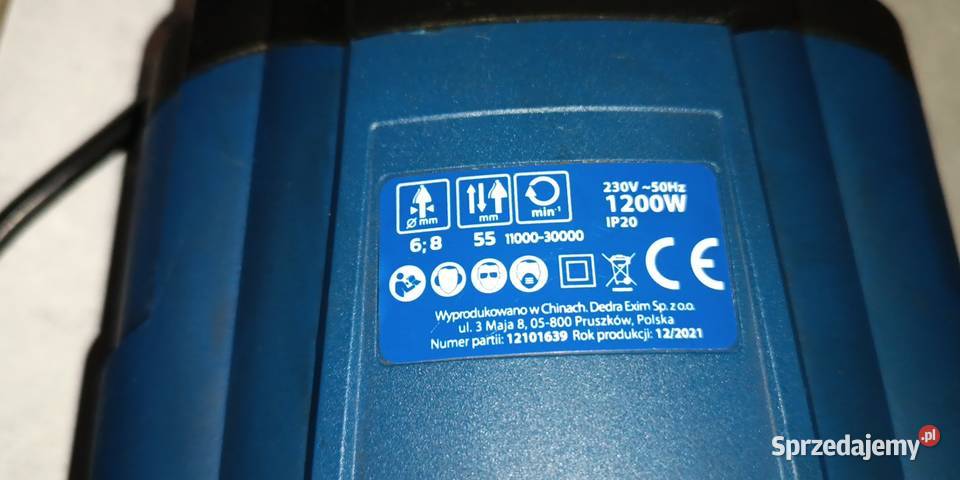 230V ~50Hz
1200W
IP20
Ø mm
mm
min⁻¹
6; 8
55
11000-30000
CE
Wyprodukowano w Chinach. Dedra Exim Sp. z o.o.
ul. 3 Maja 8, 05-800 Pruszków, Polska
Numer partii: 12101639 Rok produkcji: 12/2021
Sprzedajemy.pl